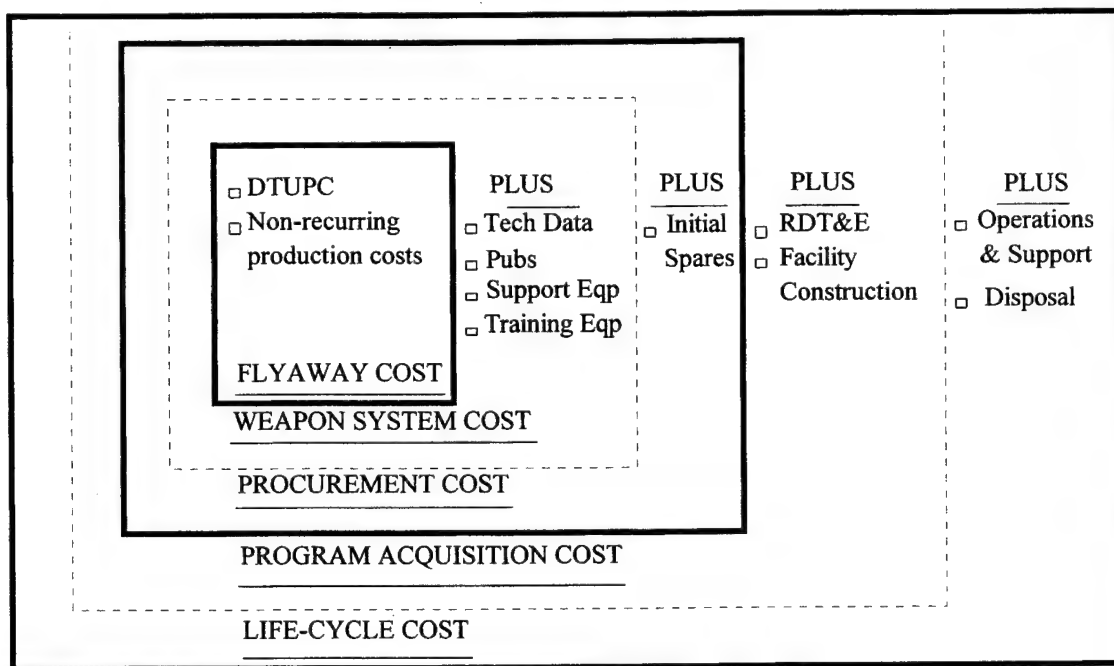 DTUPC
Non-recurring
production costs
FLYAWAY COST
PLUS
Tech Data
Pubs
Support Eqp
Training Eqp
WEAPON SYSTEM COST
PLUS
Initial
Spares
PROCUREMENT COST
PLUS
RDT&E
Facility
Construction
PROGRAM ACQUISITION COST
PLUS
Operations
& Support
Disposal
LIFE-CYCLE COST